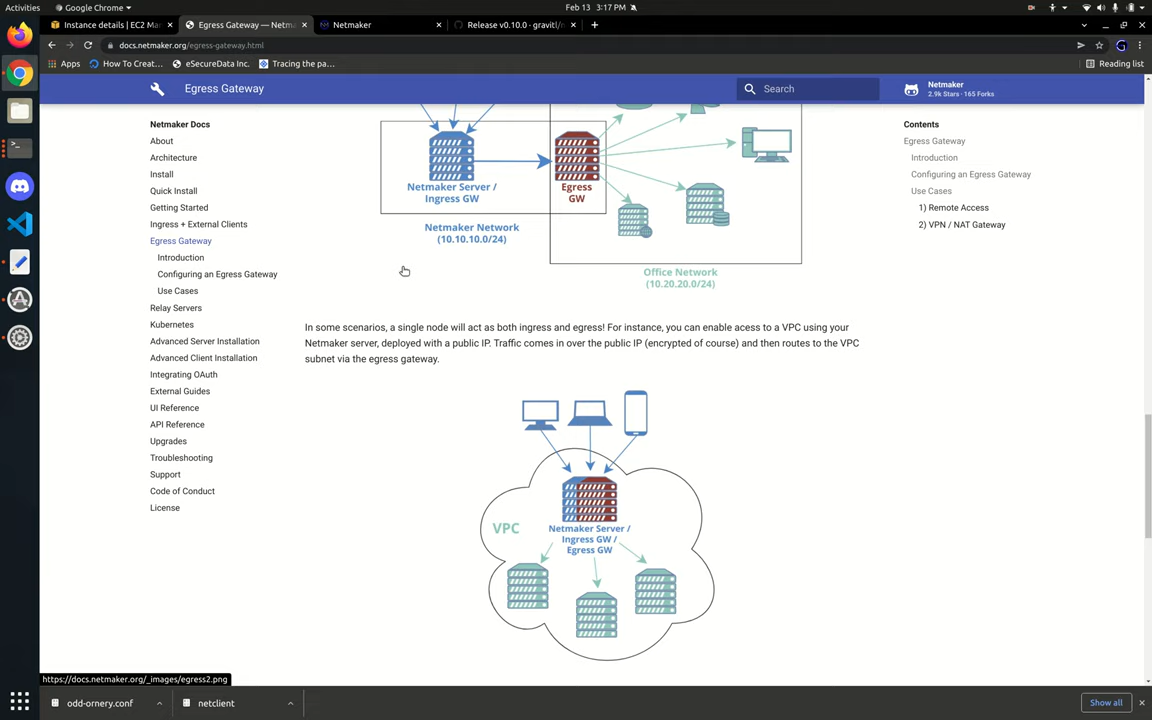 Activities
Google Chrome
Feb 13 3:17 PM
Egress Gateway — Netm
Netmaker
docs.netmaker.org/egress-gateway.html
Apps
How To Creat…
eSecureData Inc.
Tracing the pa…
Reading list
Egress Gateway
Search
Netmaker
2.9k Stars · 165 Forks
Netmaker Docs
About
Architecture
Install
Quick Install
Getting Started
Ingress + External Clients
Egress Gateway
Introduction
Configuring an Egress Gateway
Use Cases
Relay Servers
Kubernetes
Advanced Server Installation
Advanced Client Installation
Integrating OAuth
External Guides
UI Reference
API Reference
Upgrades
Troubleshooting
Support
Code of Conduct
License
Netmaker Server /
Ingress GW
Egress
GW
Netmaker Network
(10.10.10.0/24)
Office Network
(10.20.20.0/24)
In some scenarios, a single node will act as both ingress and egress! For instance, you can enable acess to a VPC using your
Netmaker server, deployed with a public IP. Traffic comes in over the public IP (encrypted of course) and then routes to the VPC
subnet via the egress gateway.
VPC
Netmaker Server /
Ingress GW /
Egress GW
Contents
Egress Gateway
Introduction
Configuring an Egress Gateway
Use Cases
1) Remote Access
2) VPN / NAT Gateway
https://docs.netmaker.org/_images/egress2.png
odd-ornery.conf
netclient
Show all